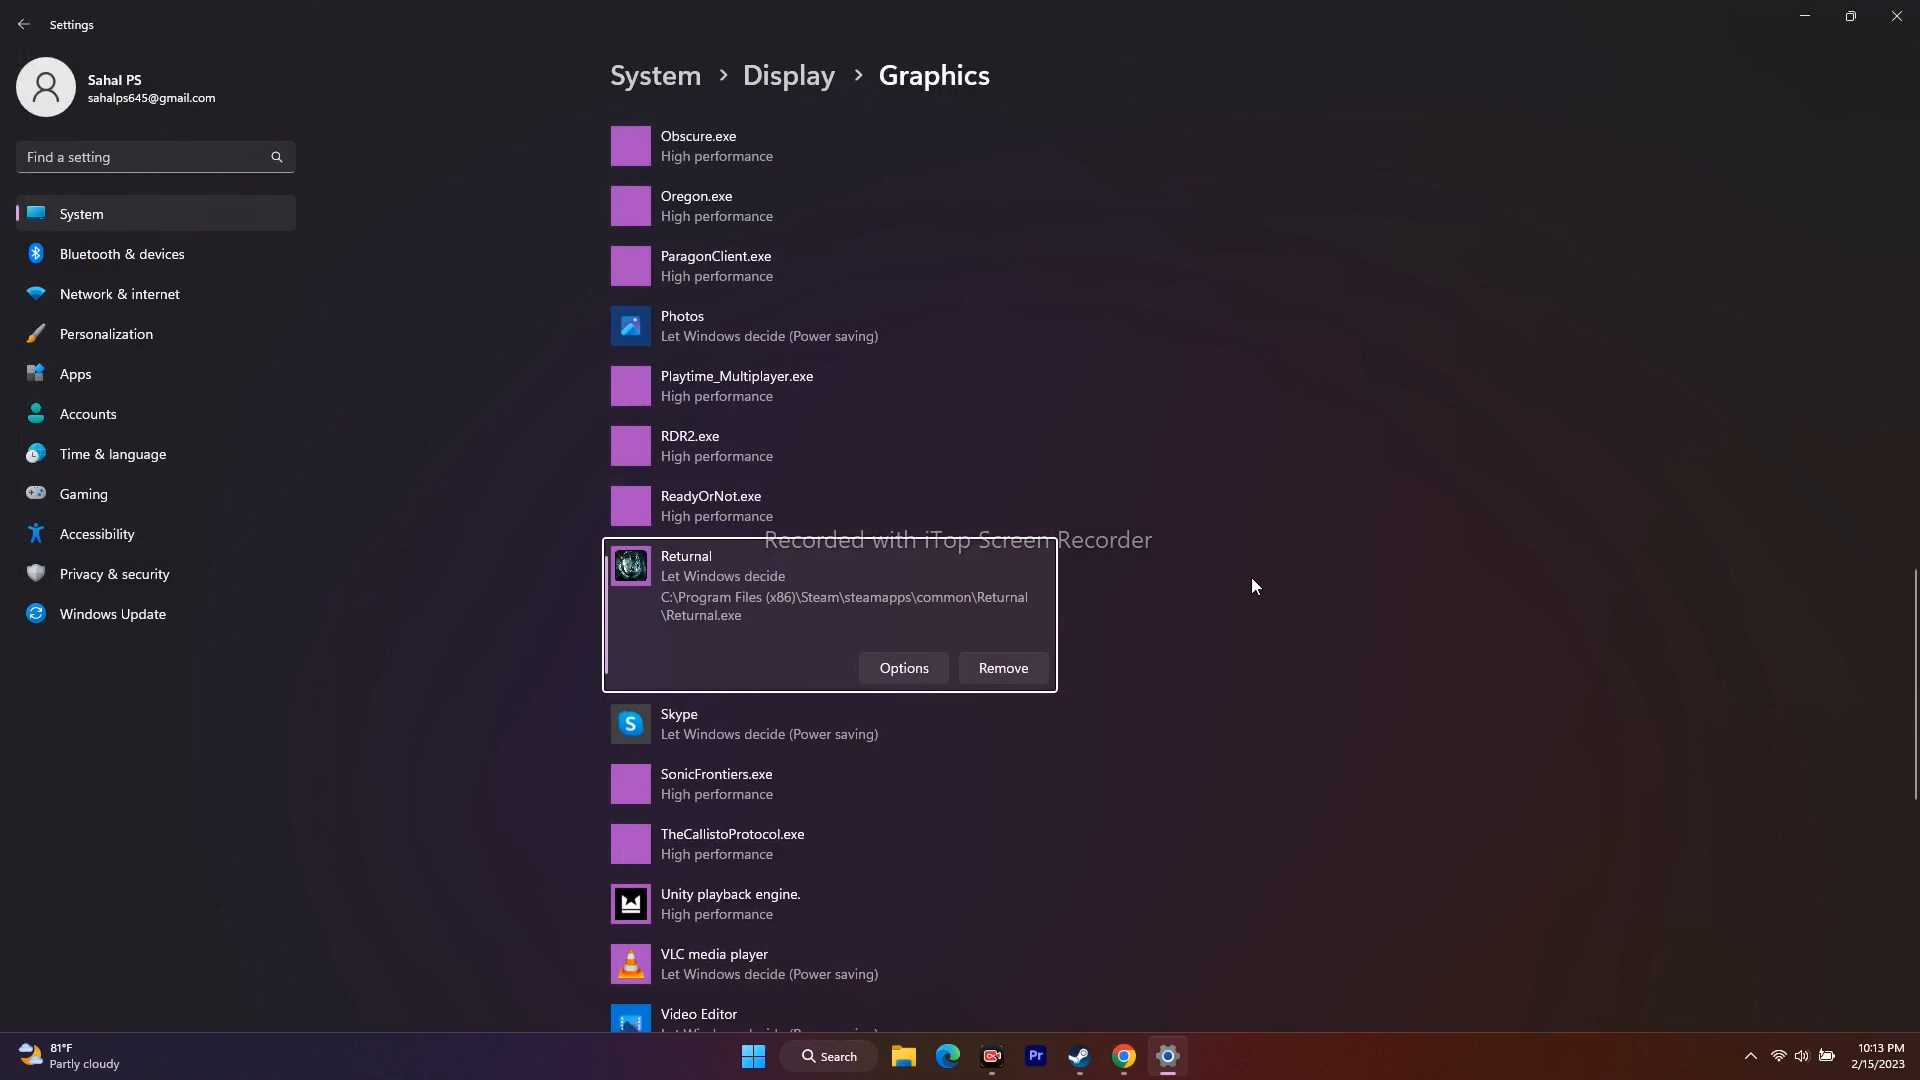 Settings
Sahal PS
sahalps645@gmail.com
Find a setting
System
Bluetooth & devices
Network & internet
Personalization
Apps
Accounts
Time & language
Gaming
Accessibility
Privacy & security
Windows Update
System > Display > Graphics
Obscure.exe
High performance
Oregon.exe
High performance
ParagonClient.exe
High performance
Photos
Let Windows decide (Power saving)
Playtime_Multiplayer.exe
High performance
RDR2.exe
High performance
ReadyOrNot.exe
High performance
Recorded with iTop Screen Recorder
Returnal
Let Windows decide
C:\Program Files (x86)\Steam\steamapps\common\Returnal
\Returnal.exe
Options Remove
Skype
Let Windows decide (Power saving)
SonicFrontiers.exe
High performance
TheCallistoProtocol.exe
High performance
Unity playback engine.
High performance
VLC media player
Let Windows decide (Power saving)
Video Editor
81°F
Partly cloudy
Search
Pr
10:13 PM
2/15/2023